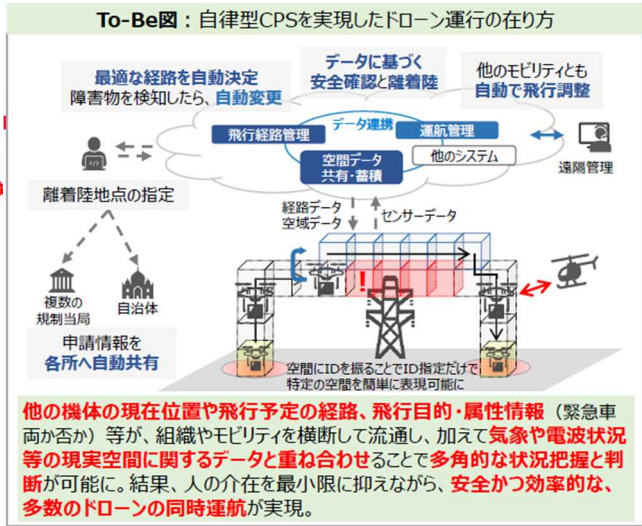 To-Be図：自律型CPSを実現したドローン運行の在り方
最適な経路を自動決定
障害物を検知したら、自動変更
データに基づく
安全確認と離着陸
他のモビリティとも
自動で飛行調整
データ連携
飛行経路管理
運航管理
空間データ
共有・蓄積
他のシステム
遠隔管理
離着陸地点の指定
経路データ
空域データ
センサーデータ
!
複数の
規制当局
自治体
申請情報を
各所へ自動共有
空間にIDを振ることでID指定だけで
特定の空間を簡単に表現可能に
他の機体の現在位置や飛行予定の経路、飛行目的・属性情報（緊急車
両か否か）等が、組織やモビリティを横断して流通し、加えて気象や電波状況
等の現実空間に関するデータと重ね合わせることで多角的な状況把握と判
断が可能に。結果、人の介在を最小限に抑えながら、安全かつ効率的な、
多数のドローンの同時運航が実現。